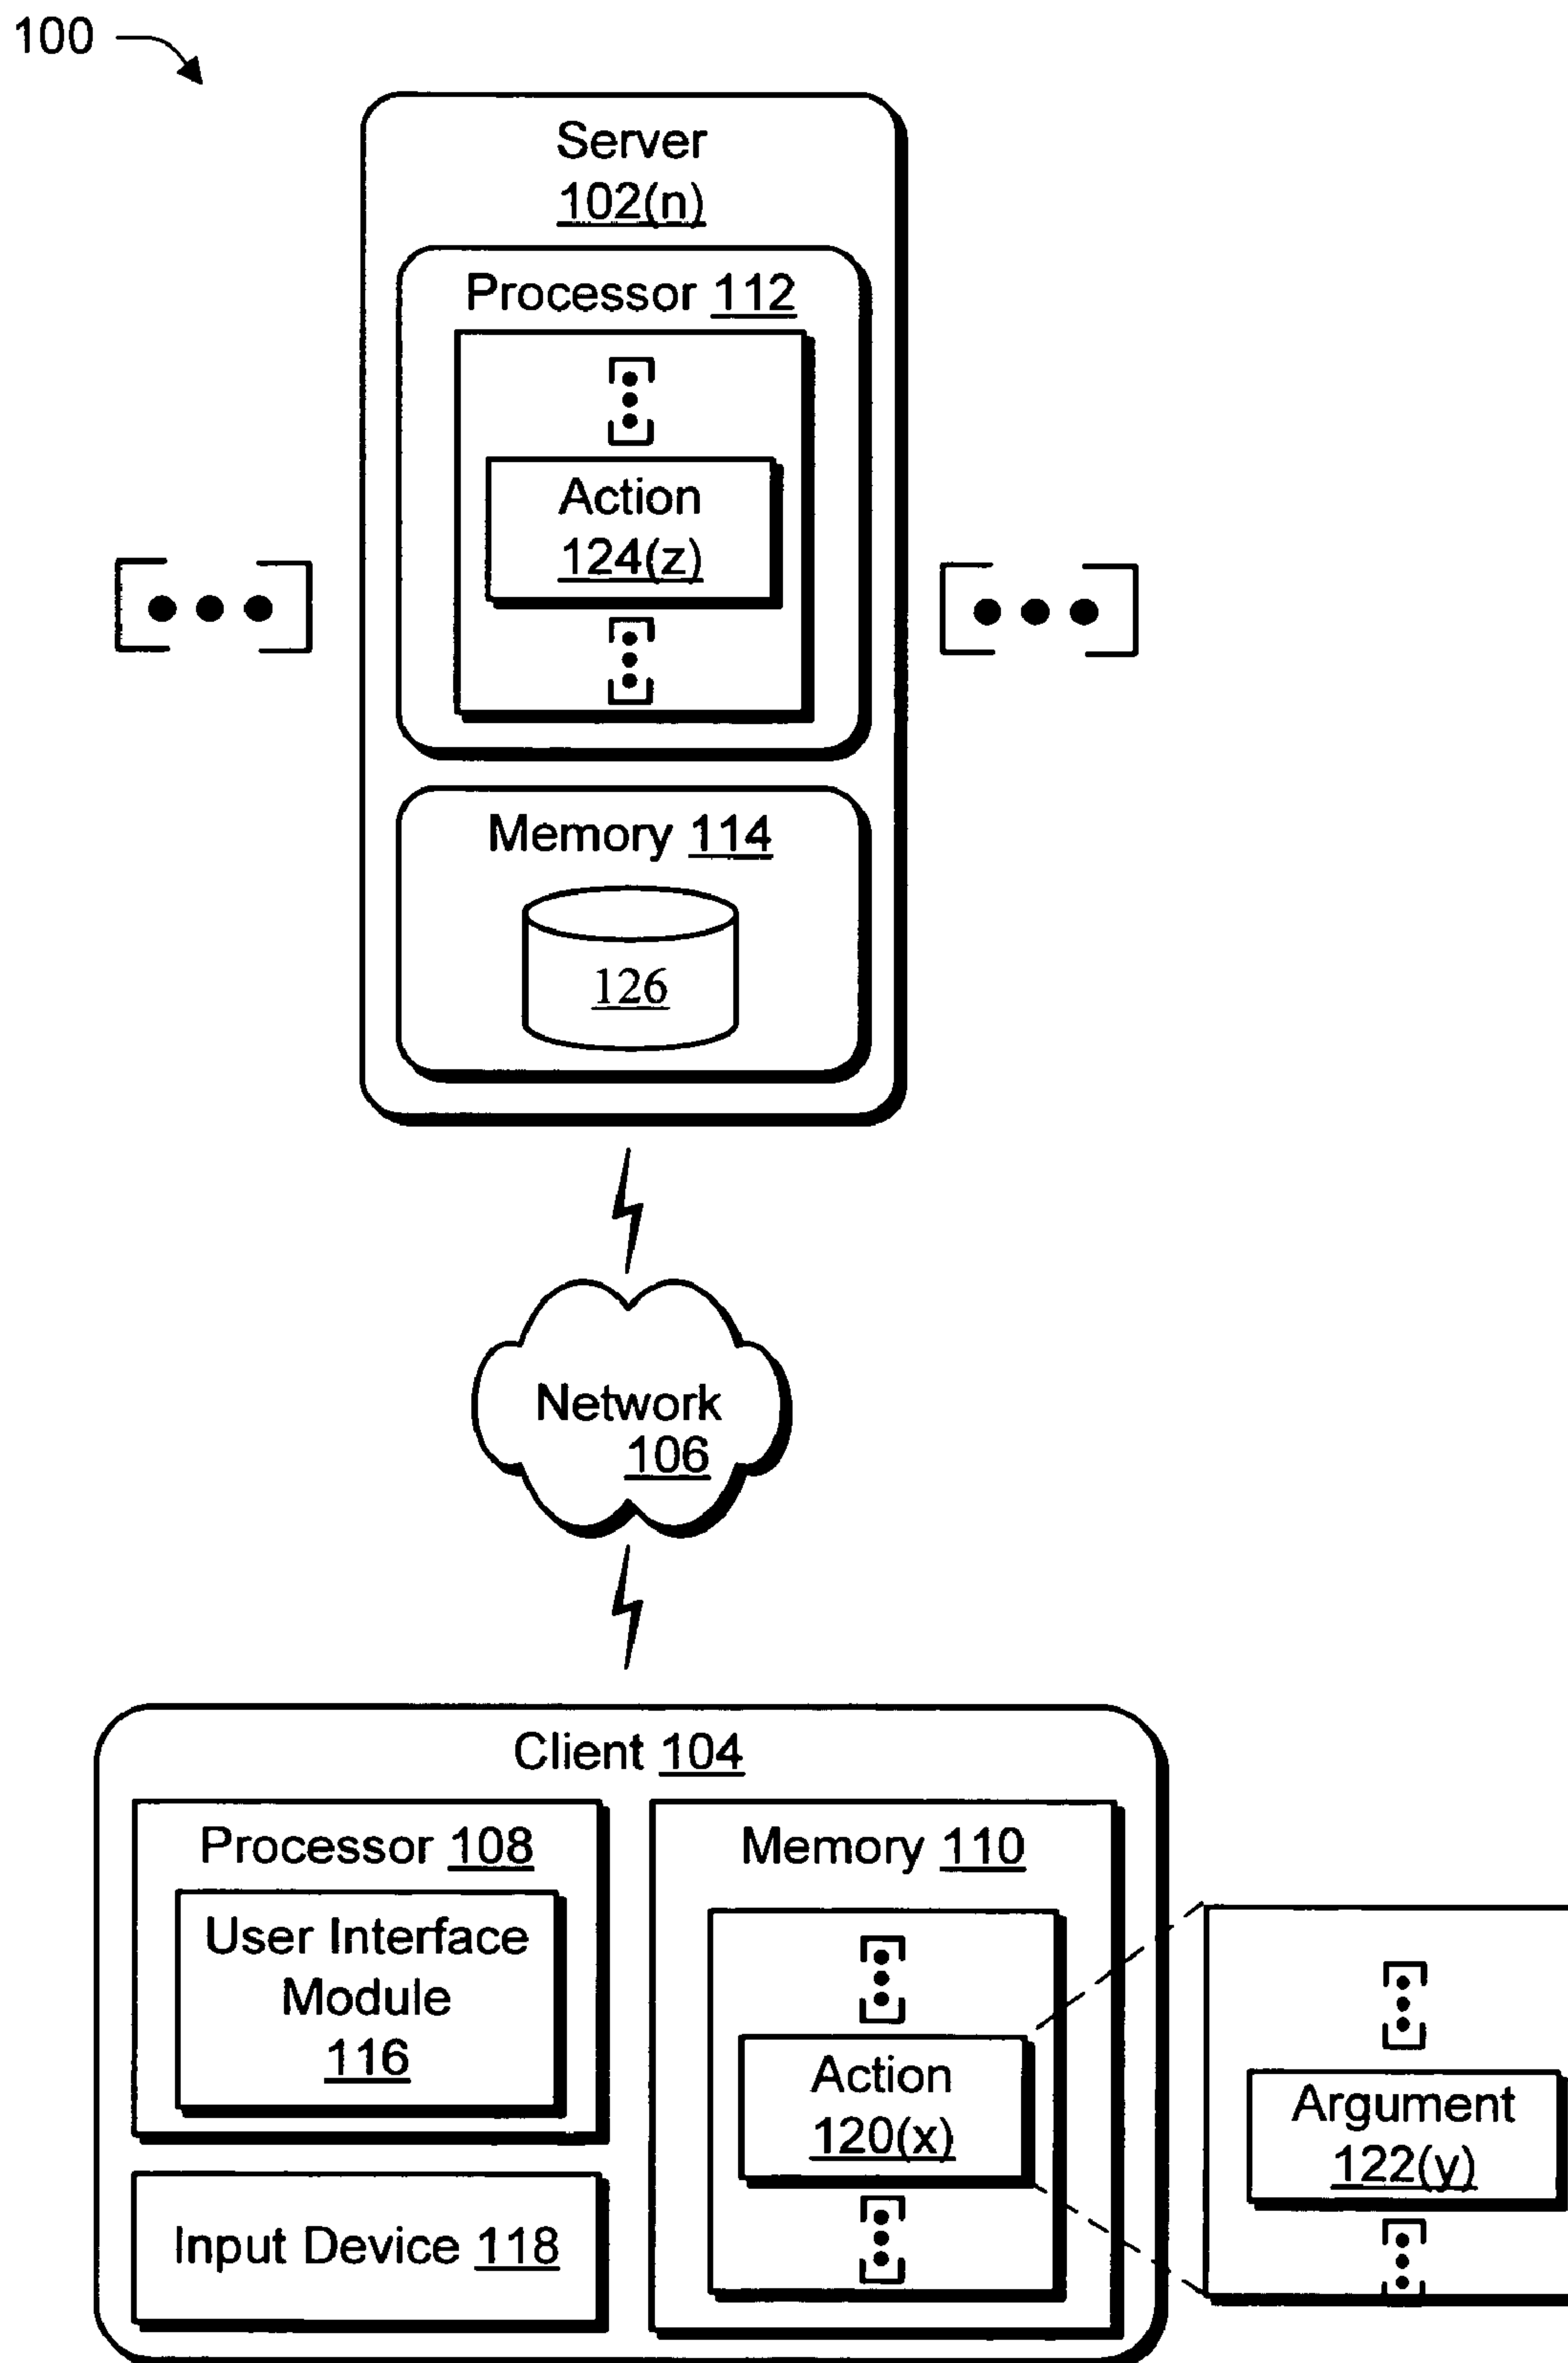 100
Server
102(n)
Processor 112
Action
124(z)
Memory 114
126
Network
106
Client 104
Processor 108
User Interface
Module
116
Input Device 118
Memory 110
Action
120(x)
Argument
122(y)